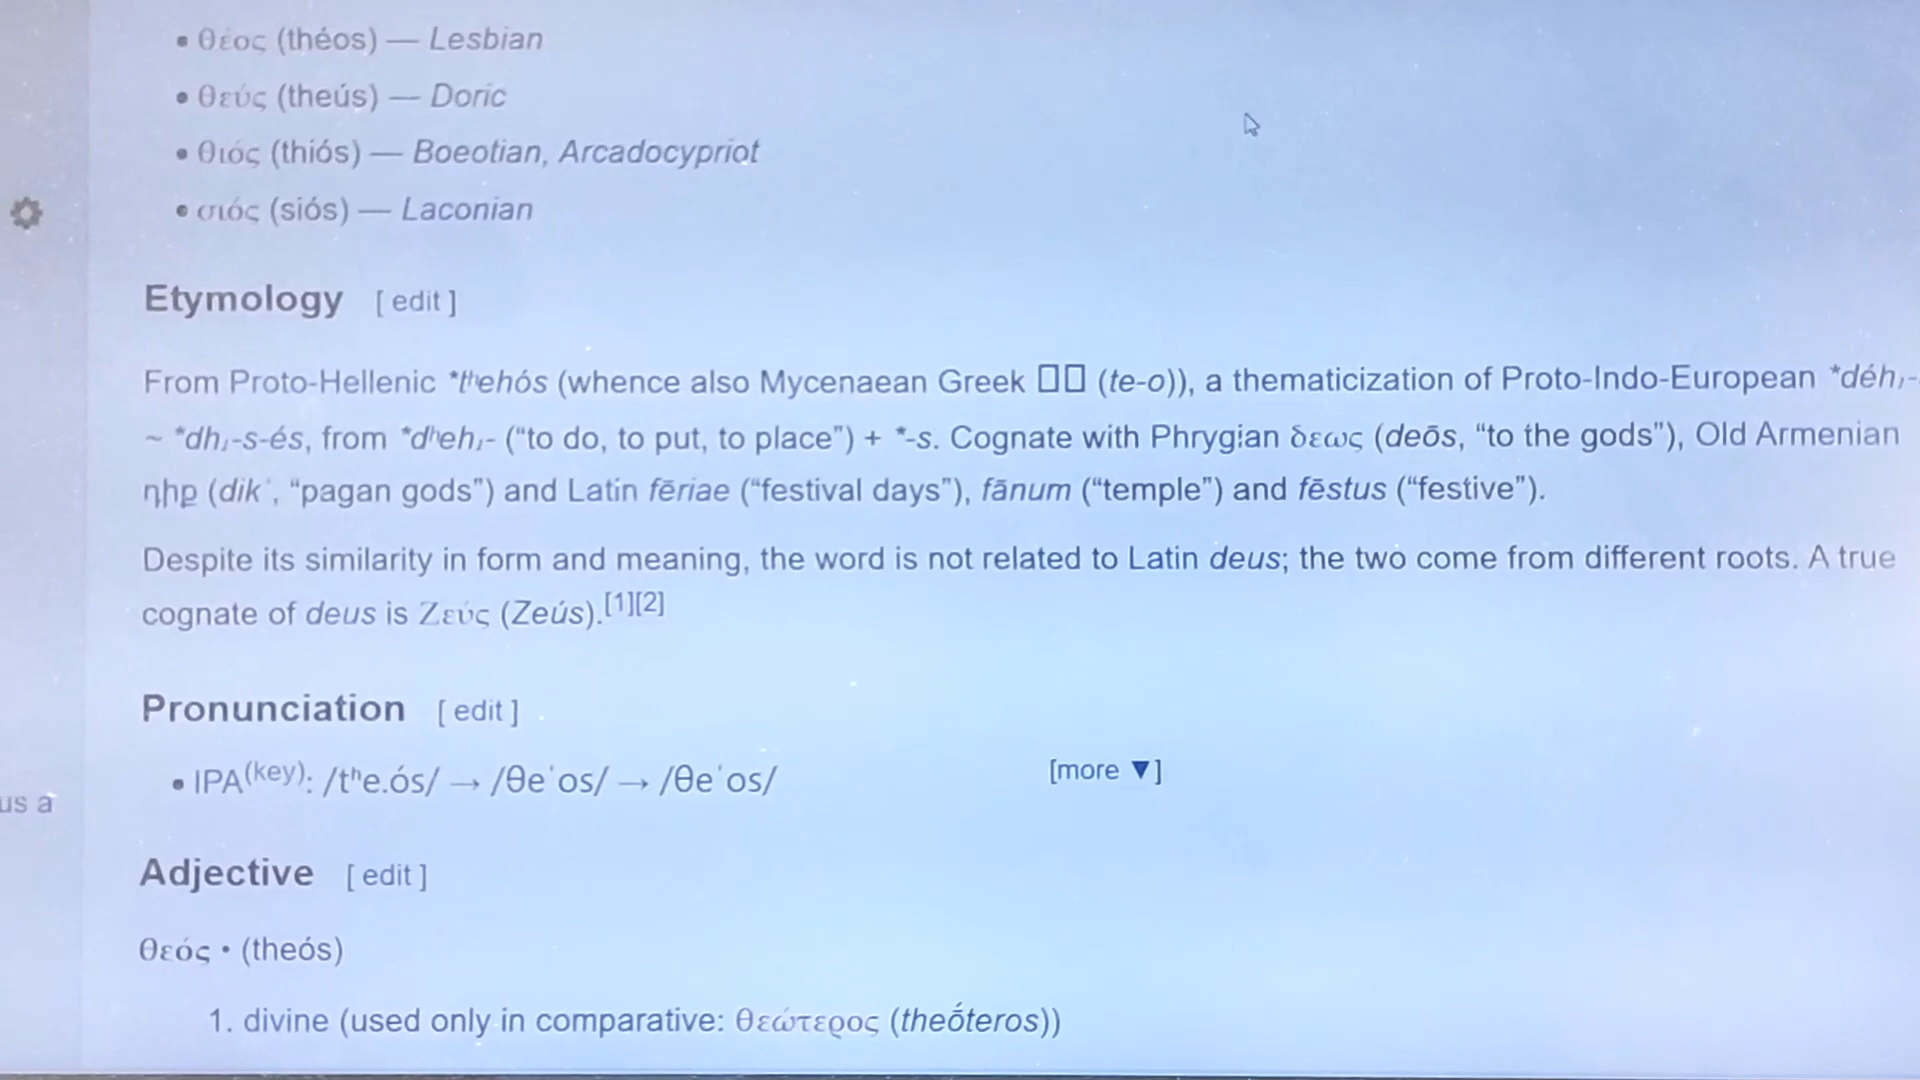 • θέος (théos) — Lesbian
• θεύς (theús) — Doric
• θιός (thiós) — Boeotian, Arcadocypriot
• σιός (siós) — Laconian
Etymology [ edit ]
From Proto-Hellenic *tʰehós (whence also Mycenaean Greek (te-o)), a thematicization of Proto-Indo-European *déh₁-
~ *dh₁-s-és, from *dʰeh₁- (“to do, to put, to place”) + *-s. Cognate with Phrygian δεως (deōs, “to the gods”), Old Armenian
դիք (dikʿ, “pagan gods”) and Latin fēriae (“festival days”), fānum (“temple”) and fēstus (“festive”).
Despite its similarity in form and meaning, the word is not related to Latin deus; the two come from different roots. A true
cognate of deus is Ζεύς (Zeús).[1][2]
Pronunciation [ edit ]
• IPA(key): /tʰe.ós/ → /θeˈos/ → /θeˈos/ [more ▼]
us a
Adjective [ edit ]
θεός • (theós)
1. divine (used only in comparative: θεώτερος (theṓteros))